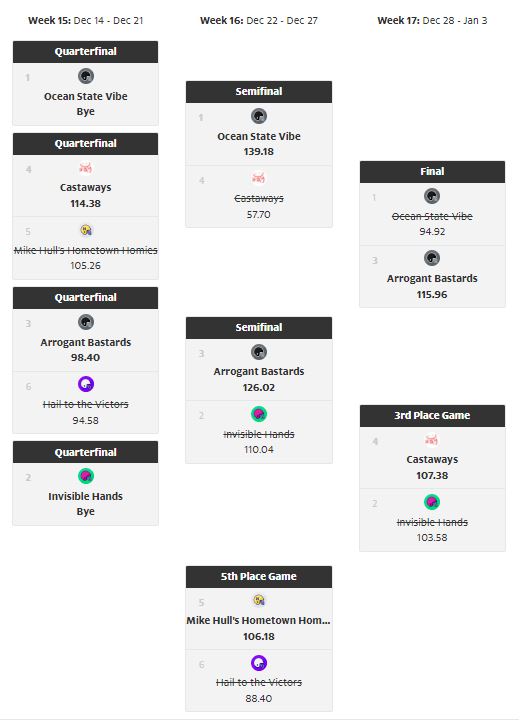 Week 15: Dec 14 - Dec 21
Quarterfinal
1
Ocean State Vibe
Bye
Quarterfinal
4
Castaways
114.38
5
Mike Hull's Hometown Homies
105.26
Quarterfinal
3
Arrogant Bastards
98.40
6
Hail to the Victors
94.58
Quarterfinal
2
Invisible Hands
Bye
Week 16: Dec 22 - Dec 27
Semifinal
1
Ocean State Vibe
139.18
4
Castaways
57.70
Semifinal
3
Arrogant Bastards
126.02
2
Invisible Hands
110.04
5th Place Game
5
Mike Hull's Hometown Hom...
106.18
6
Hail to the Victors
88.40
Week 17: Dec 28 - Jan 3
Final
1
Ocean State Vibe
94.92
3
Arrogant Bastards
115.96
3rd Place Game
4
Castaways
107.38
2
Invisible Hands
103.58